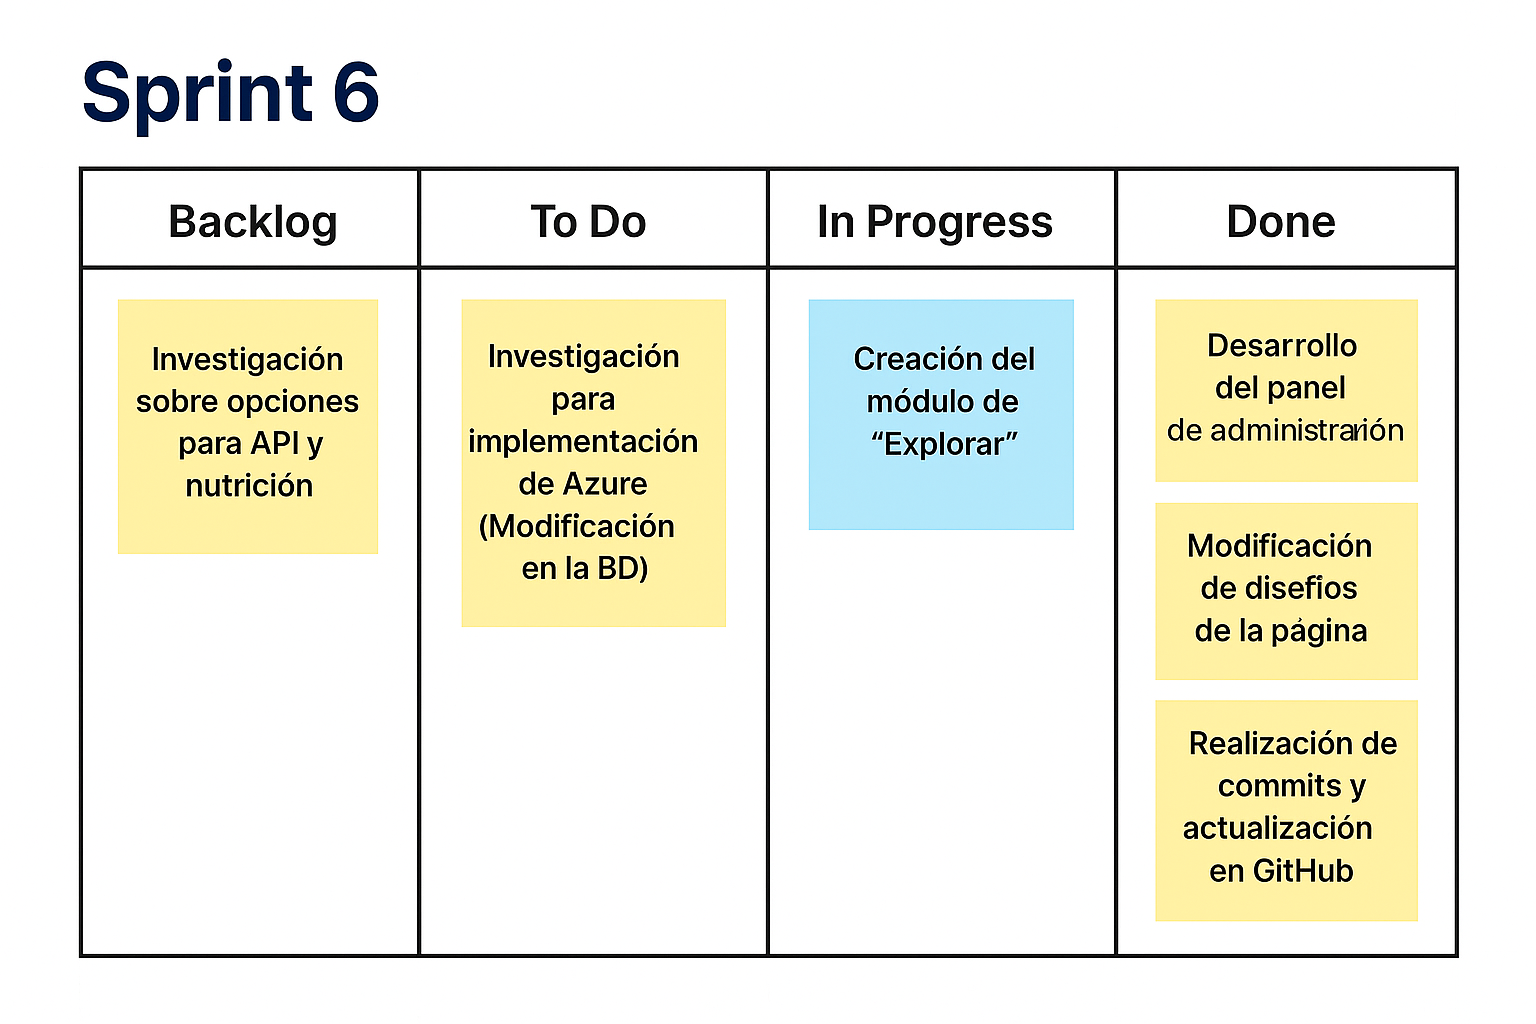 Sprint 6
Backlog
To Do
In Progress
Done
Investigación
sobre opciones
para API y
nutrición
Investigación
para
implementación
de Azure
(Modificación
en la BD)
Creación del
módulo de
“Explorar”
Desarrollo
del panel
de administrarión
Modificación
de disefios
de la página
Realización de
commits y
actualización
en GitHub